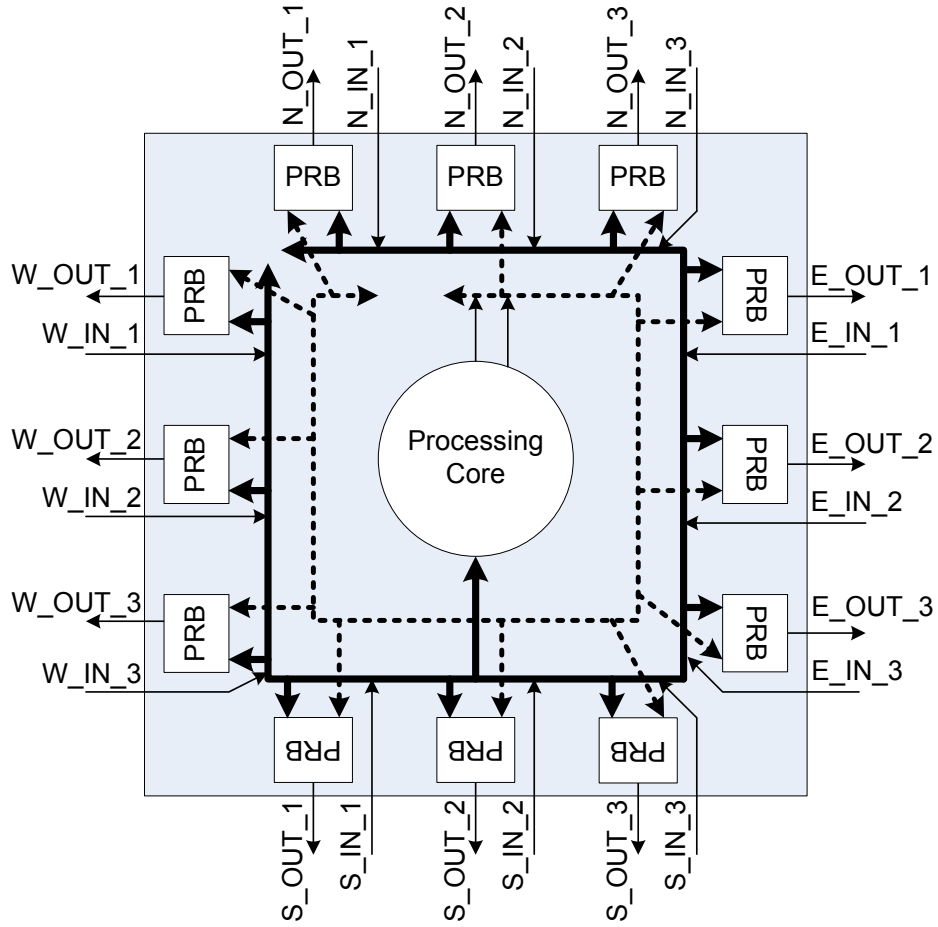 N_OUT_1
N_IN_1
N_OUT_2
N_IN_2
N_OUT_3
N_IN_3
PRB
PRB
PRB
W_OUT_1
PRB
W_IN_1
E_OUT_1
PRB
E_IN_1
W_OUT_2
PRB
W_IN_2
Processing
Core
E_OUT_2
PRB
E_IN_2
W_OUT_3
PRB
W_IN_3
E_OUT_3
PRB
E_IN_3
PRB
PRB
PRB
S_OUT_1
S_IN_1
S_OUT_2
S_IN_2
S_OUT_3
S_IN_3